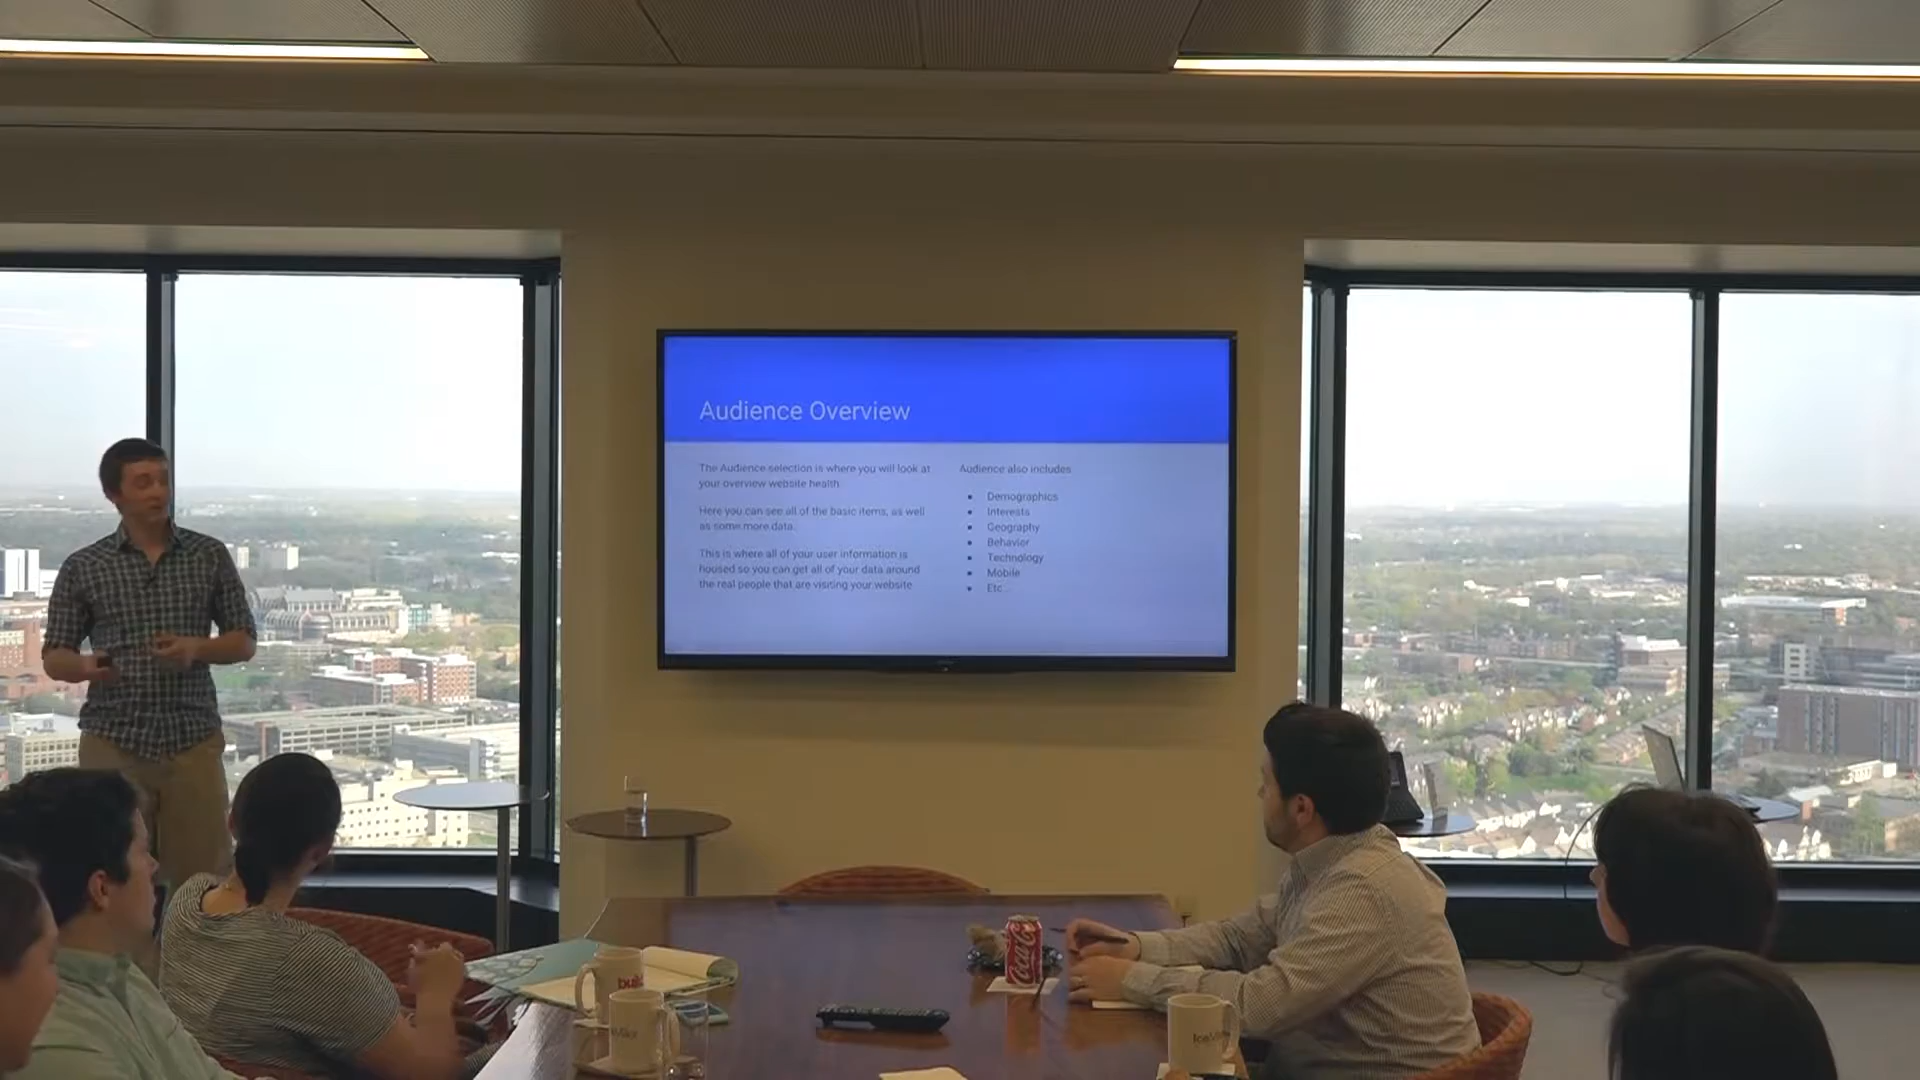 Audience Overview
The Audience selection is where you will look at
your overview website health
Here you can see all of the basic items, as well
as some more data.
This is where all of your user information is
housed so you can get all of your data around
the real people that are visiting your website
Audience also includes
Demographics
Interests
Geography
Behavior
Technology
Mobile
Etc...
Coca-Cola